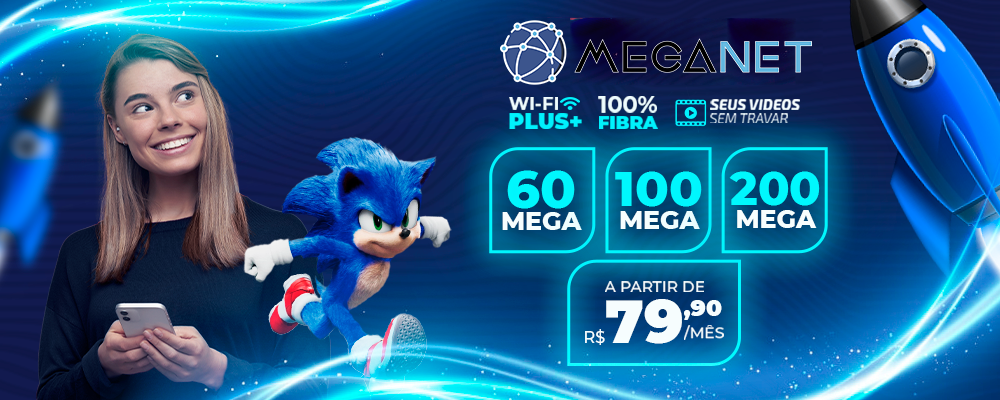 MEGANET
WI-FI
PLUS+
100%
FIBRA
SEUS VIDEOS
SEM TRAVAR
60
MEGA
100
MEGA
200
MEGA
A PARTIR DE
R$ 79,90
/MÊS